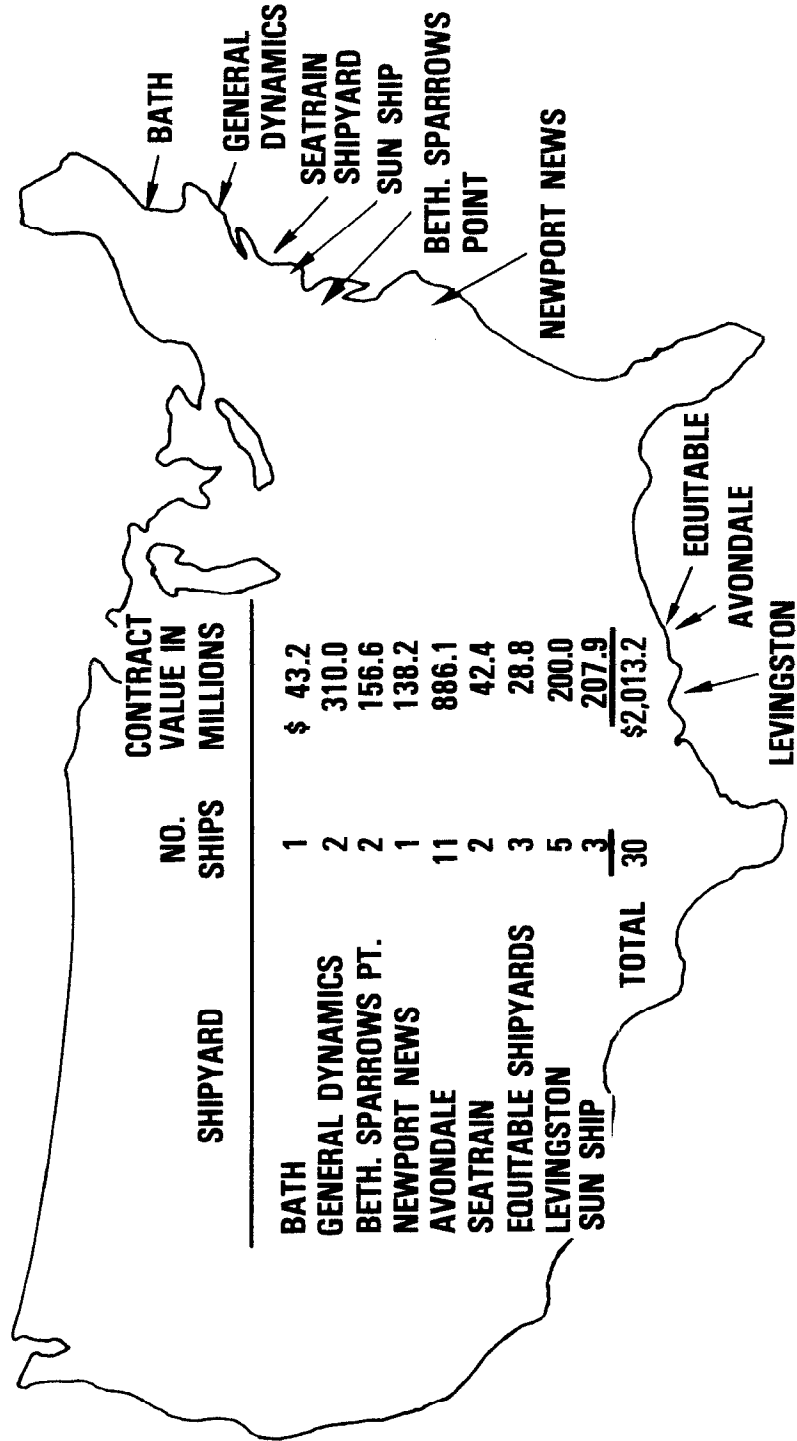 SHIPYARD NO. SHIPS CONTRACT VALUE IN MILLIONS
BATH 1 $ 43.2
GENERAL DYNAMICS 2 310.0
BETH. SPARROWS PT. 2 156.6
NEWPORT NEWS 1 138.2
AVONDALE 11 886.1
SEATRAIN 2 42.4
EQUITABLE SHIPYARDS 3 28.8
LEVINGSTON 5 200.0
SUN SHIP 3 207.9
TOTAL 30 $2,013.2
BATH
GENERAL
DYNAMICS
SEATRAIN
SHIPYARD
SUN SHIP
BETH. SPARROWS
POINT
NEWPORT NEWS
EQUITABLE
AVONDALE
LEVINGSTON